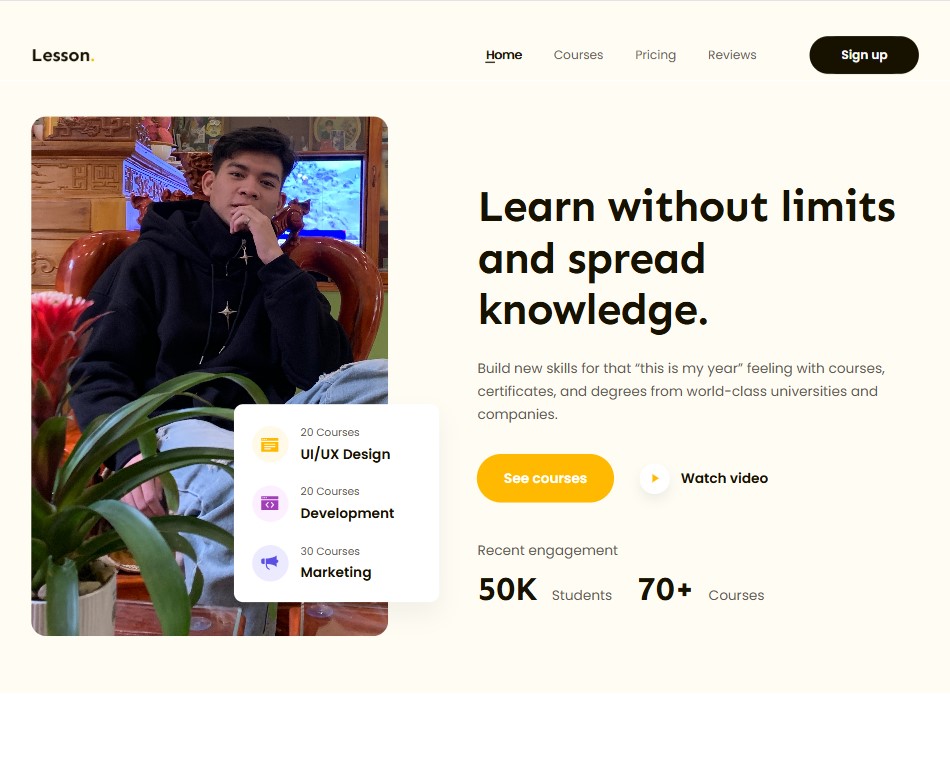 Lesson.
Home
Courses
Pricing
Reviews
Sign up
Learn without limits
and spread
knowledge.
Build new skills for that “this is my year” feeling with courses,
certificates, and degrees from world-class universities and
companies.
See courses
Watch video
20 Courses
UI/UX Design
20 Courses
Development
30 Courses
Marketing
Recent engagement
50K Students
70+ Courses